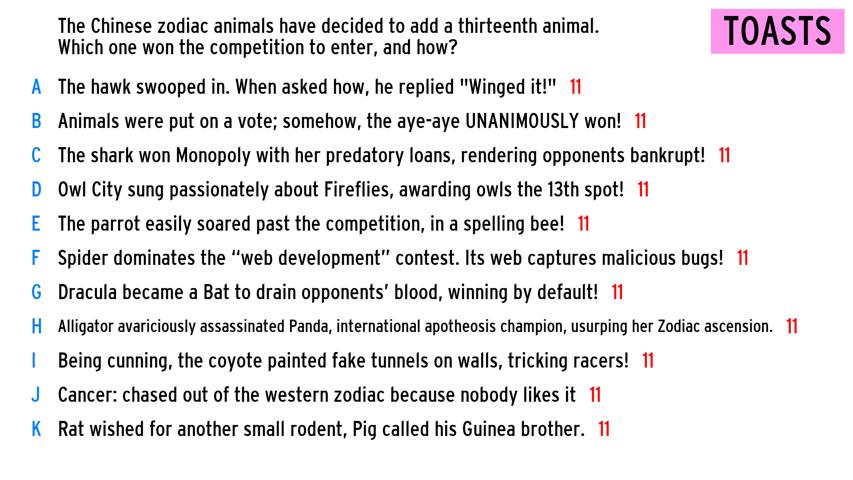 The Chinese zodiac animals have decided to add a thirteenth animal.
Which one won the competition to enter, and how?
TOASTS
A The hawk swooped in. When asked how, he replied "Winged it!" 11
B Animals were put on a vote; somehow, the aye-aye UNANIMOUSLY won! 11
C The shark won Monopoly with her predatory loans, rendering opponents bankrupt! 11
D Owl City sung passionately about Fireflies, awarding owls the 13th spot! 11
E The parrot easily soared past the competition, in a spelling bee! 11
F Spider dominates the “web development” contest. Its web captures malicious bugs! 11
G Dracula became a Bat to drain opponents’ blood, winning by default! 11
H Alligator avariciously assassinated Panda, international apotheosis champion, usurping her Zodiac ascension. 11
I Being cunning, the coyote painted fake tunnels on walls, tricking racers! 11
J Cancer: chased out of the western zodiac because nobody likes it 11
K Rat wished for another small rodent, Pig called his Guinea brother. 11